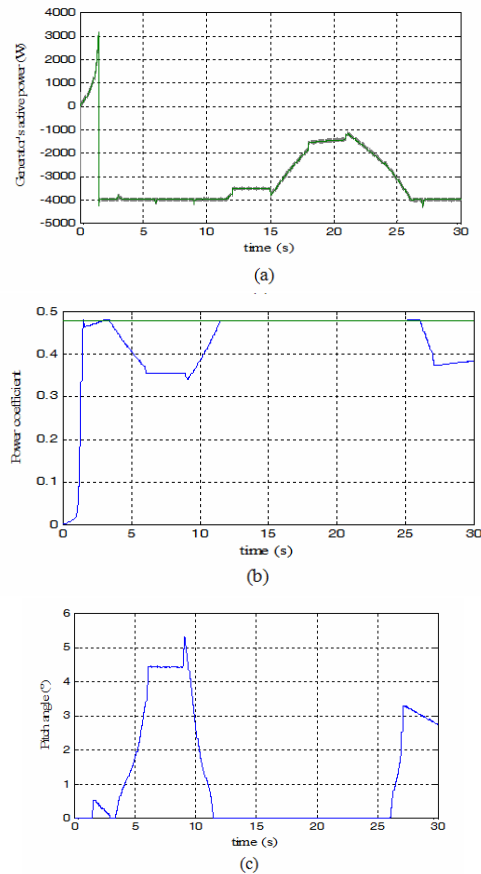 4000
3000
2000
1000
0
-1000
-2000
-3000
-4000
-5000
Generator's active power (W)
0 5 10 15 20 25 30
time (s)
(a)
0.5
0.4
0.3
0.2
0.1
0
Power coefficient
0 5 10 15 20 25 30
time (s)
(b)
6
5
4
3
2
1
0
Pitch angle (°)
0 5 10 15 20 25 30
time (s)
(c)